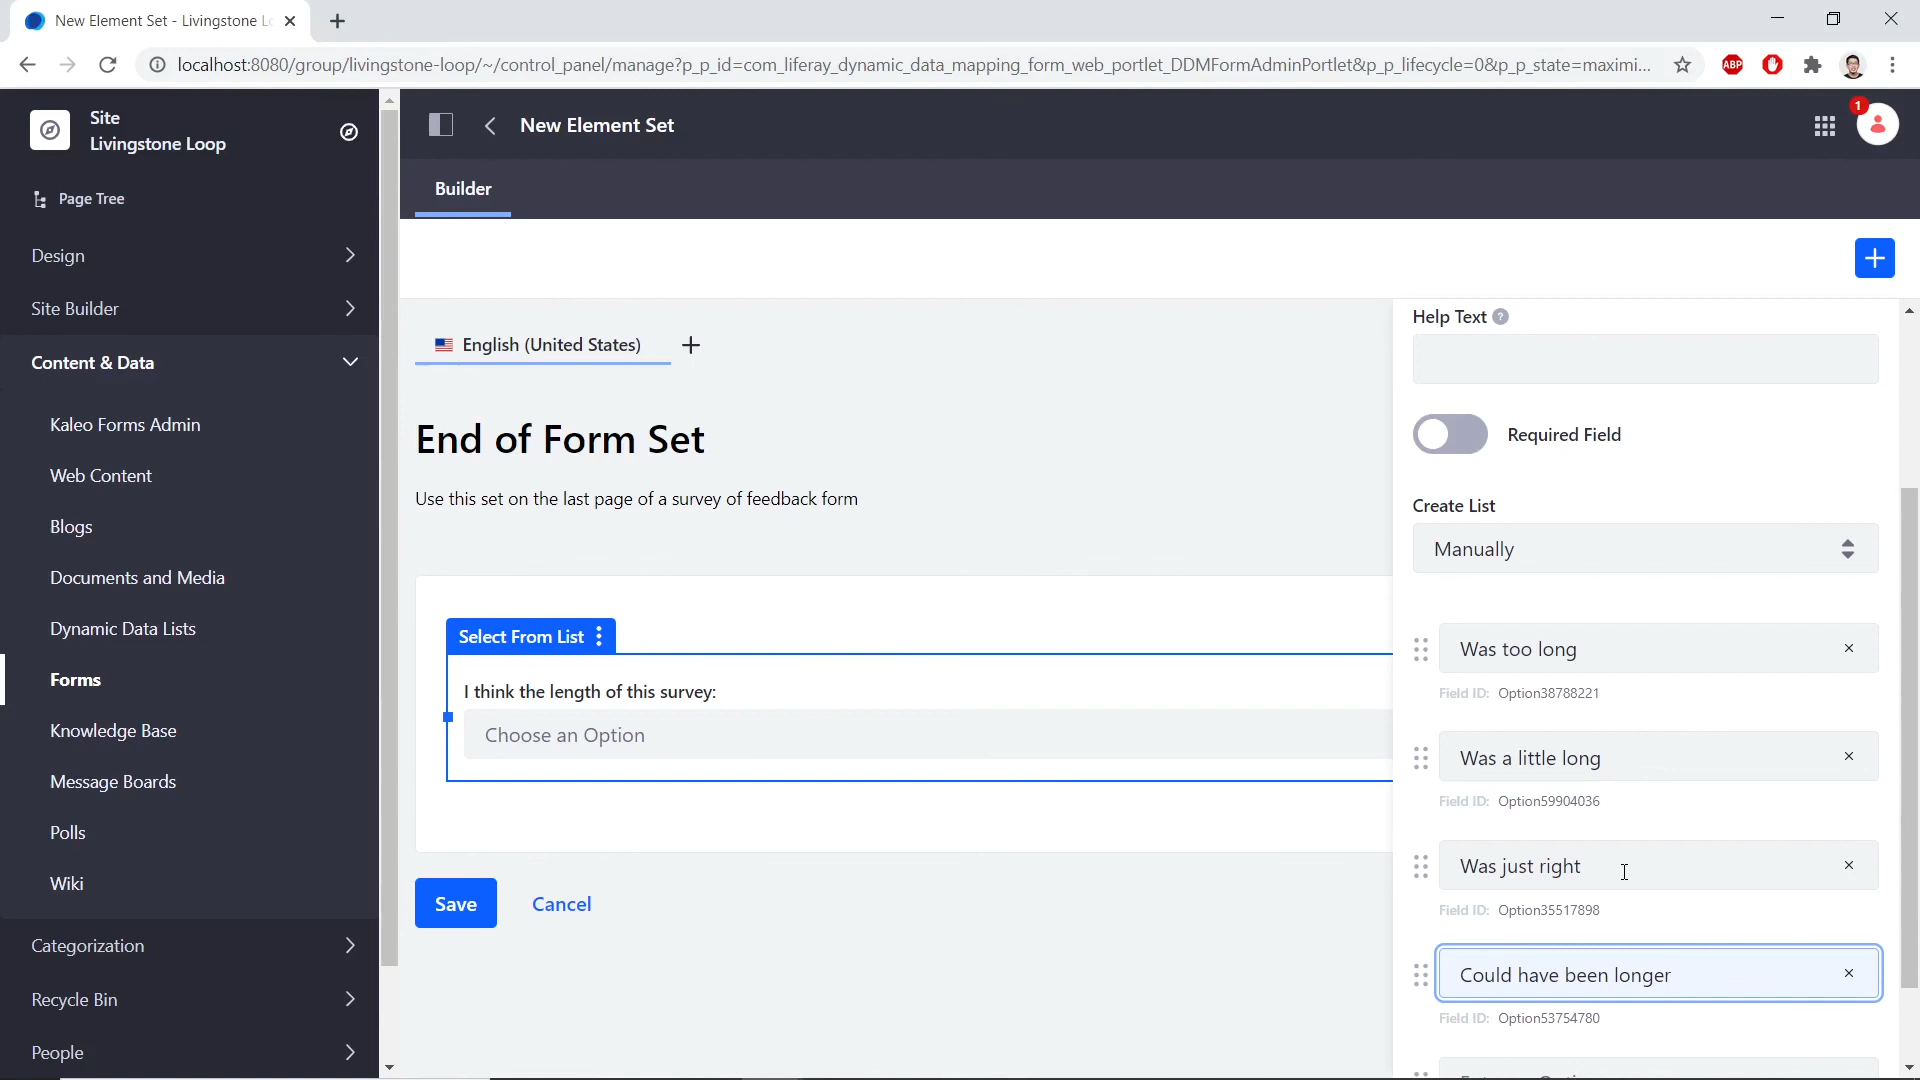 New Element Set - Livingstone L
localhost:8080/group/livingstone-loop/~/control_panel/manage?p_p_id=com_liferay_dynamic_data_mapping_form_web_portlet_DDMFormAdminPortlet&p_p_lifecycle=0&p_p_state=maximi...
ABP
Site
Livingstone Loop
New Element Set
1
Page Tree
Builder
Design
Site Builder
Content & Data
Kaleo Forms Admin
Web Content
Blogs
Documents and Media
Dynamic Data Lists
Forms
Knowledge Base
Message Boards
Polls
Wiki
Categorization
Recycle Bin
People
English (United States)
End of Form Set
Use this set on the last page of a survey of feedback form
Select From List
I think the length of this survey:
Choose an Option
Save
Cancel
Help Text ?
Required Field
Create List
Manually
Was too long
Field ID: Option38788221
Was a little long
Field ID: Option59904036
Was just right
Field ID: Option35517898
Could have been longer
Field ID: Option53754780